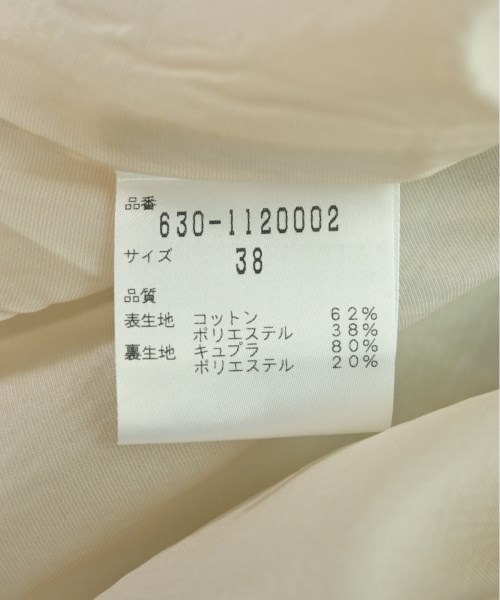 品番
630-1120002
サイズ 38
品質
表生地 コットン 62%
ポリエステル 38%
裏生地 キュプラ 80%
ポリエステル 20%